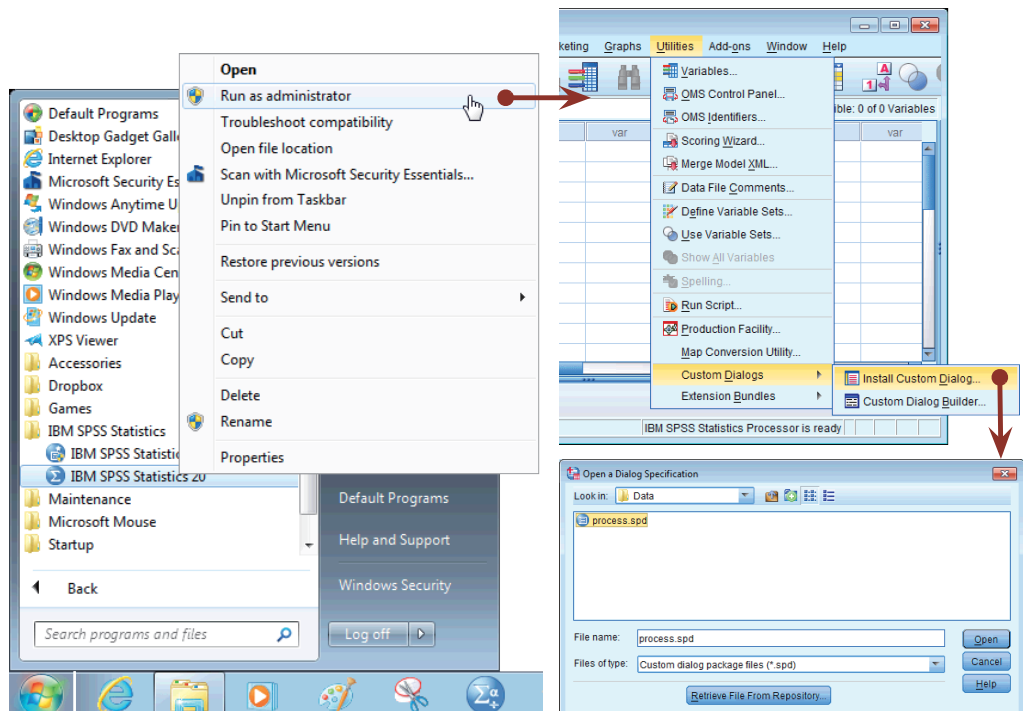 Open
Run as administrator
Troubleshoot compatibility
Open file location
Scan with Microsoft Security Essentials...
Unpin from Taskbar
Pin to Start Menu
Restore previous versions
Send to
Cut
Copy
Delete
Rename
Properties
Default Programs
Desktop Gadget Galle
Internet Explorer
Microsoft Security Es
Windows Anytime U
Windows DVD Maker
Windows Fax and Sca
Windows Media Cen
Windows Media Play
Windows Update
XPS Viewer
Accessories
Dropbox
Games
IBM SPSS Statistics
IBM SPSS Statistic
IBM SPSS Statistics 20
Maintenance
Microsoft Mouse
Startup
Back
Search programs and files
Default Programs
Help and Support
Windows Security
Log off
keting Graphs Utilities Add-ons Window Help
Variables...
OMS Control Panel...
OMS Identifiers...
Scoring Wizard...
Merge Model XML...
Data File Comments...
Define Variable Sets...
Use Variable Sets...
Show All Variables
Spelling...
Run Script...
Production Facility...
Map Conversion Utility...
Custom Dialogs
Extension Bundles
ible: 0 of 0 Variables
var
var
Install Custom Dialog...
Custom Dialog Builder...
IBM SPSS Statistics Processor is ready
Open a Dialog Specification
Look in: Data
process.spd
File name: process.spd
Files of type: Custom dialog package files (*.spd)
Open
Cancel
Help
Retrieve File From Repository...